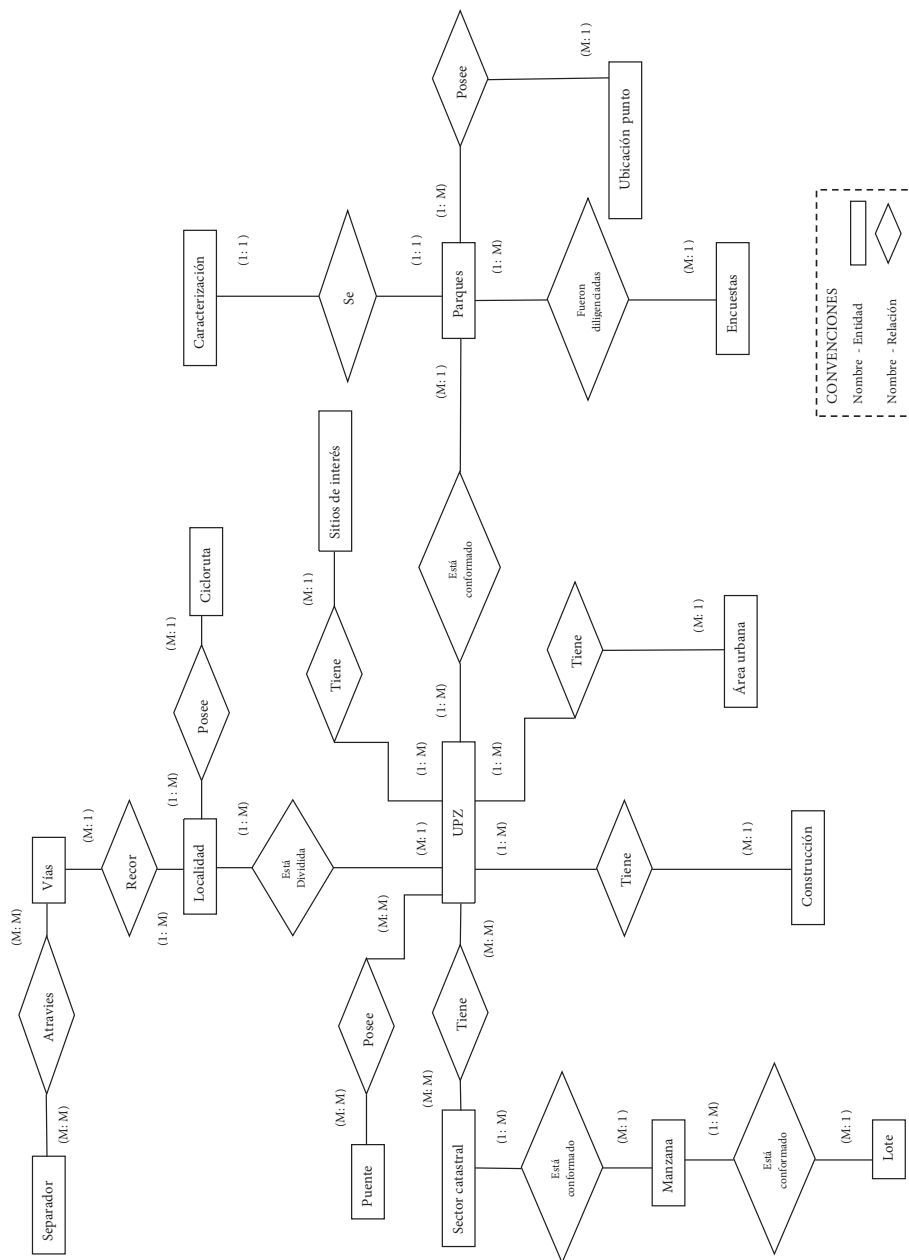 Separador
(M: M)
Atravies
(M: M)
Vías
(M: 1)
Recor
(1: M)
(1: M)
(M: 1)
Localidad
Posee
Cicloruta
Caracterización
(1: M)
(1: 1)
Está
Dividida
(M: 1)
Tiene
Sitios de interés
Se
(M: M)
Puente
Posee
(M: M)
(M: 1)
(1: M)
(1: 1)
(M: M)
(1: M)
(M: 1)
(1: M)
Sector catastral
Tiene
UPZ
Está
conformado
Parques
Posee
(M: M)
(1: M)
(1: M)
(1: M)
(1: M)
Está
conformado
Tiene
Fueron
diligenciadas
(M: 1)
(M: 1)
Tiene
Ubicación punto
Manzana
(M: 1)
(M: 1)
(1: M)
Área urbana
Encuestas
(M: 1)
Está
conformado
Construcción
(M: 1)
Lote
CONVENCIONES
Nombre - Entidad
Nombre - Relación